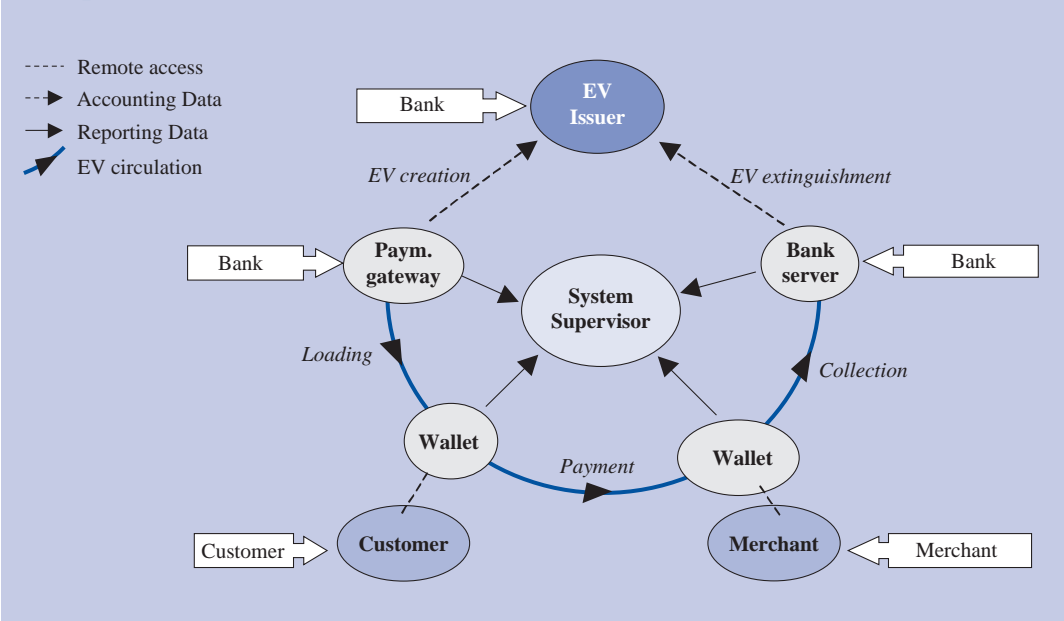 Remote access
Accounting Data
Reporting Data
EV circulation
Bank
EV
Issuer
EV creation
EV extinguishment
Bank
Paym.
gateway
System
Supervisor
Bank
server
Bank
Loading
Collection
Wallet
Payment
Wallet
Customer
Customer
Merchant
Merchant